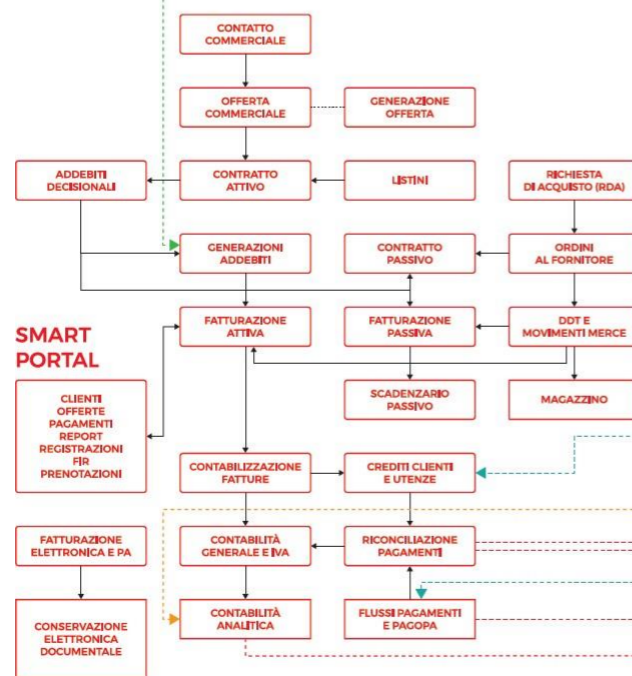 CONTATTO
COMMERCIALE
OFFERTA
COMMERCIALE
GENERAZIONE
OFFERTA
ADDEBITI
DECISIONALI
CONTRATTO
ATTIVO
LISTINI
RICHIESTA
DI ACQUISTO (RDA)
GENERAZIONI
ADDEBITI
CONTRATTO
PASSIVO
ORDINI
AL FORNITORE
FATTURAZIONE
ATTIVA
FATTURAZIONE
PASSIVA
DDT E
MOVIMENTI MERCE
SMART
PORTAL
CLIENTI
OFFERTE
PAGAMENTI
REPORT
REGISTRAZIONI
FIR
PRENOTAZIONI
SCADENZARIO
PASSIVO
MAGAZZINO
CONTABILIZZAZIONE
FATTURE
CREDITI CLIENTI
E UTENZE
FATTURAZIONE
ELETTRONICA E PA
CONTABILITÀ
GENERALE E IVA
RICONCILIAZIONE
PAGAMENTI
CONSERVAZIONE
ELETTRONICA
DOCUMENTALE
CONTABILITÀ
ANALITICA
FLUSSI PAGAMENTI
E PAGOPA